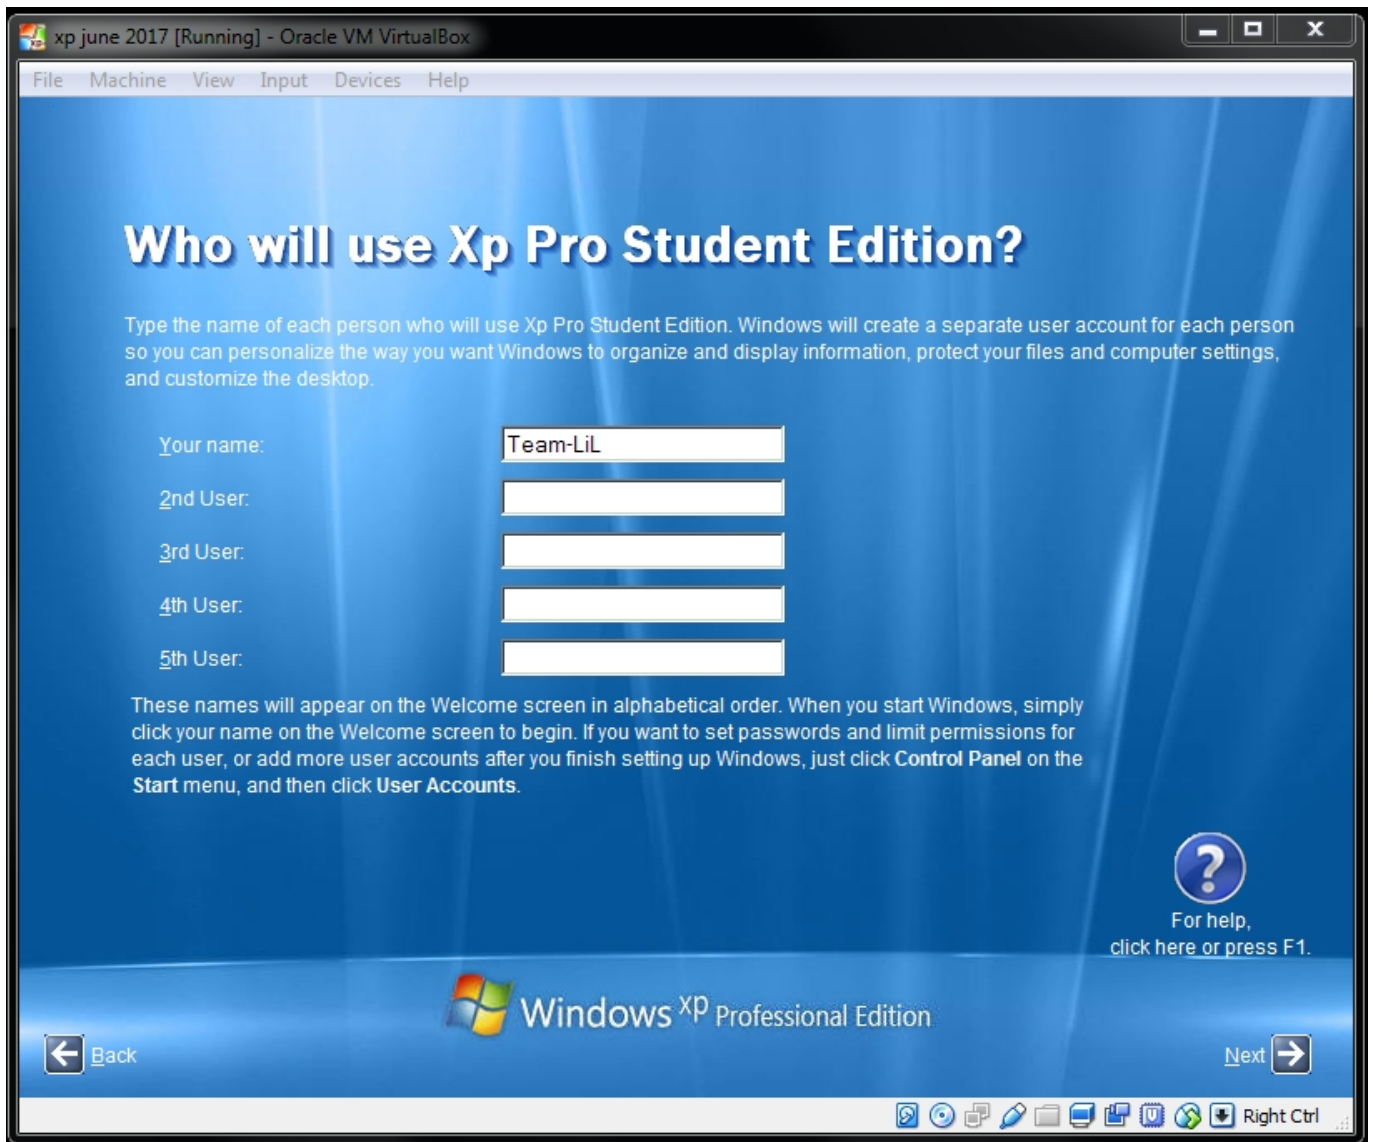 xp june 2017 [Running] - Oracle VM VirtualBox
File Machine View Input Devices Help
Who will use Xp Pro Student Edition?
Type the name of each person who will use Xp Pro Student Edition. Windows will create a separate user account for each person
so you can personalize the way you want Windows to organize and display information, protect your files and computer settings,
and customize the desktop.
Your name: Team-LiL
2nd User:
3rd User:
4th User:
5th User:
These names will appear on the Welcome screen in alphabetical order. When you start Windows, simply
click your name on the Welcome screen to begin. If you want to set passwords and limit permissions for
each user, or add more user accounts after you finish setting up Windows, just click Control Panel on the
Start menu, and then click User Accounts.
For help,
click here or press F1.
Windows XP Professional Edition
Back
Next
Right Ctrl